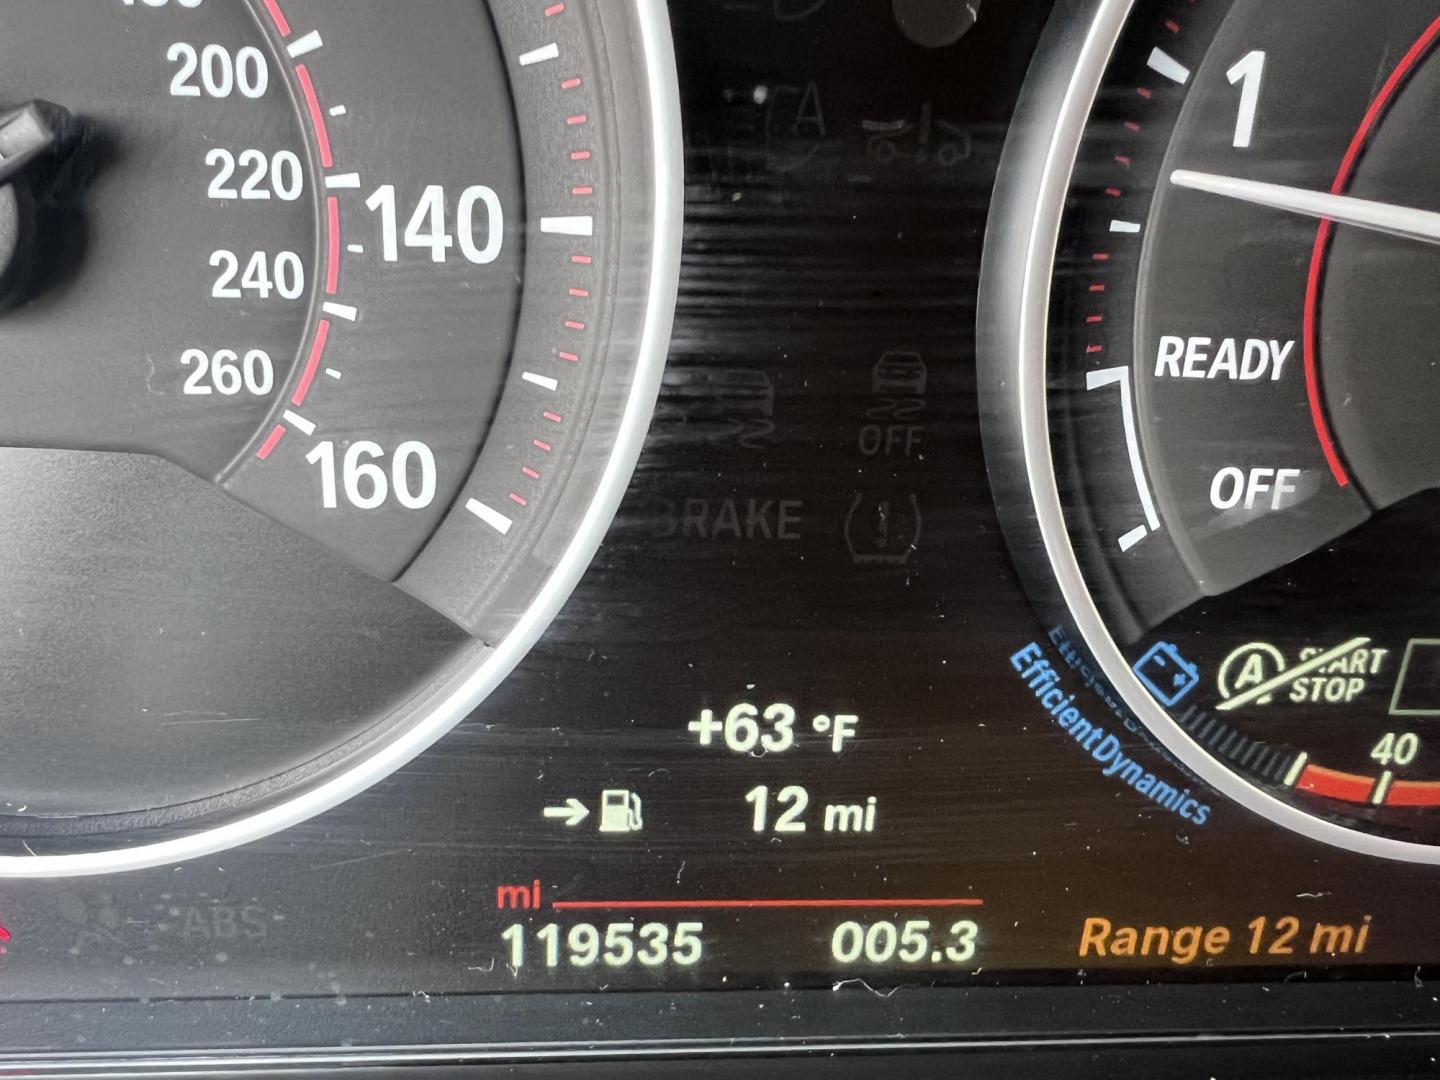 200
220
240
260
140
160
1
READY
OFF
OFF
BRAKE
EfficientDynamics
A START STOP
40
+63 °F
12 mi
mi
119535 005.3
Range 12 mi
ABS